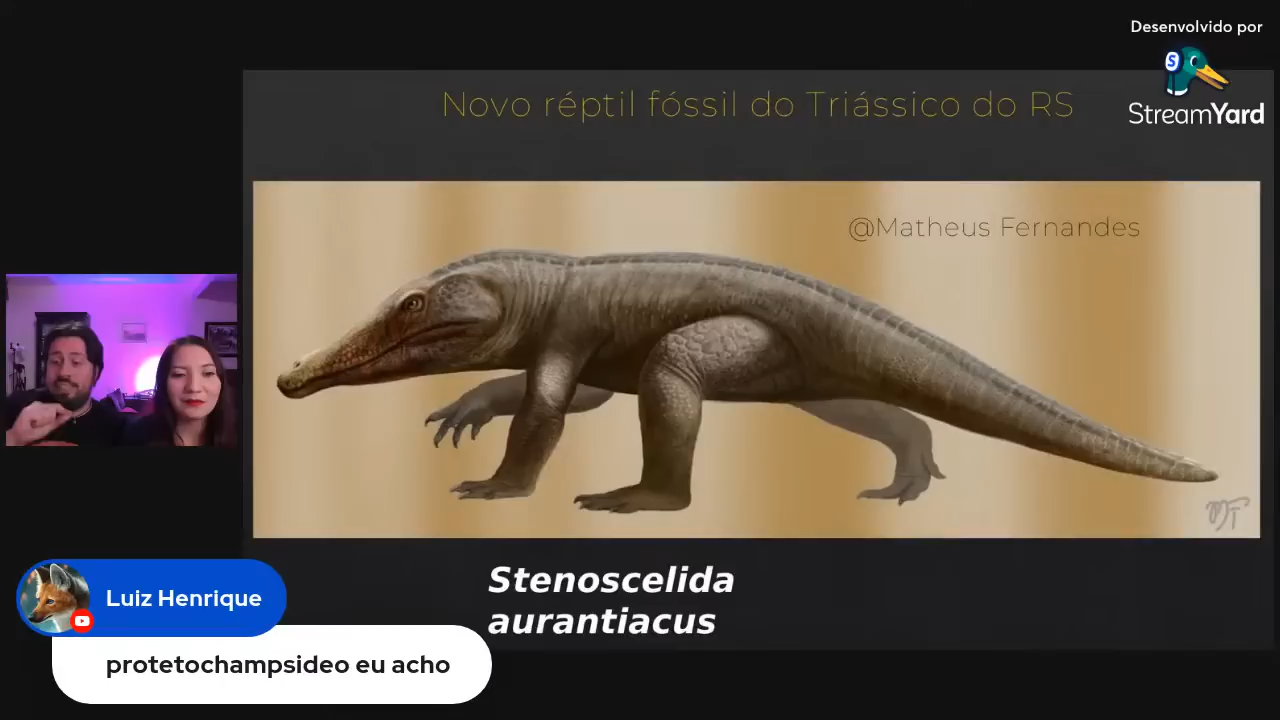 Desenvolvido por
StreamYard
Novo réptil fóssil do Triássico do RS
@Matheus Fernandes
Stenoscelida
aurantiacus
Luiz Henrique
protetochampsideo eu acho